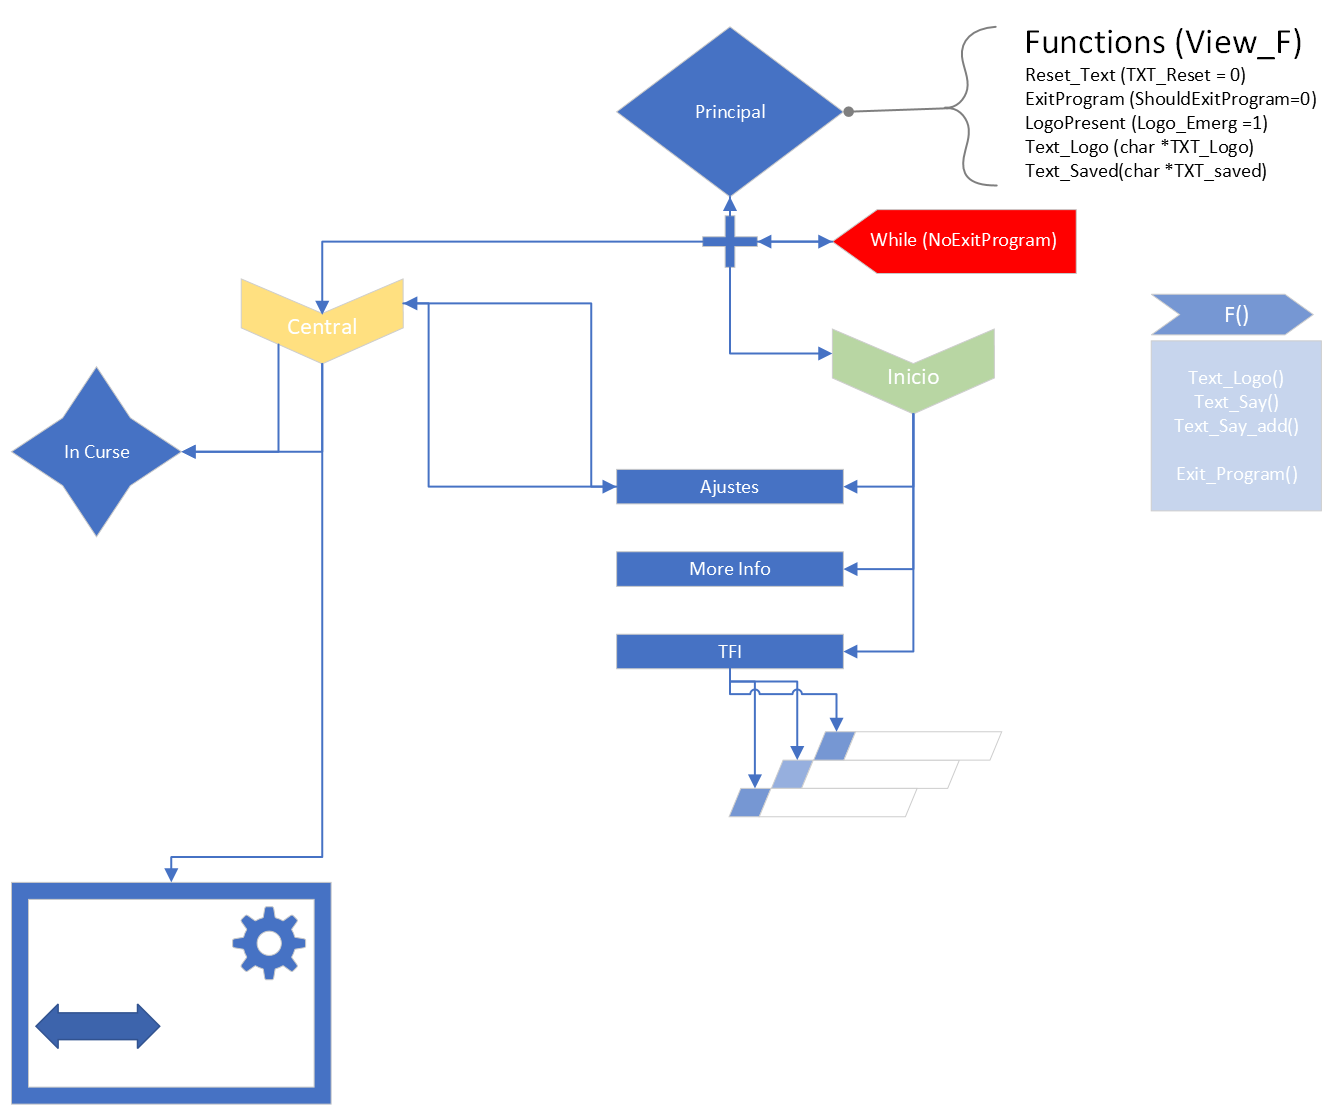 Functions (View_F)
Reset_Text (TXT_Reset = 0)
ExitProgram (ShouldExitProgram=0)
LogoPresent (Logo_Emerg =1)
Text_Logo (char *TXT_Logo)
Text_Saved(char *TXT_saved)
Principal
While (NoExitProgram)
Central
F()
Inicio
Text_Logo()
Text_Say()
Text_Say_add()
Exit_Program()
In Curse
Ajustes
More Info
TFI